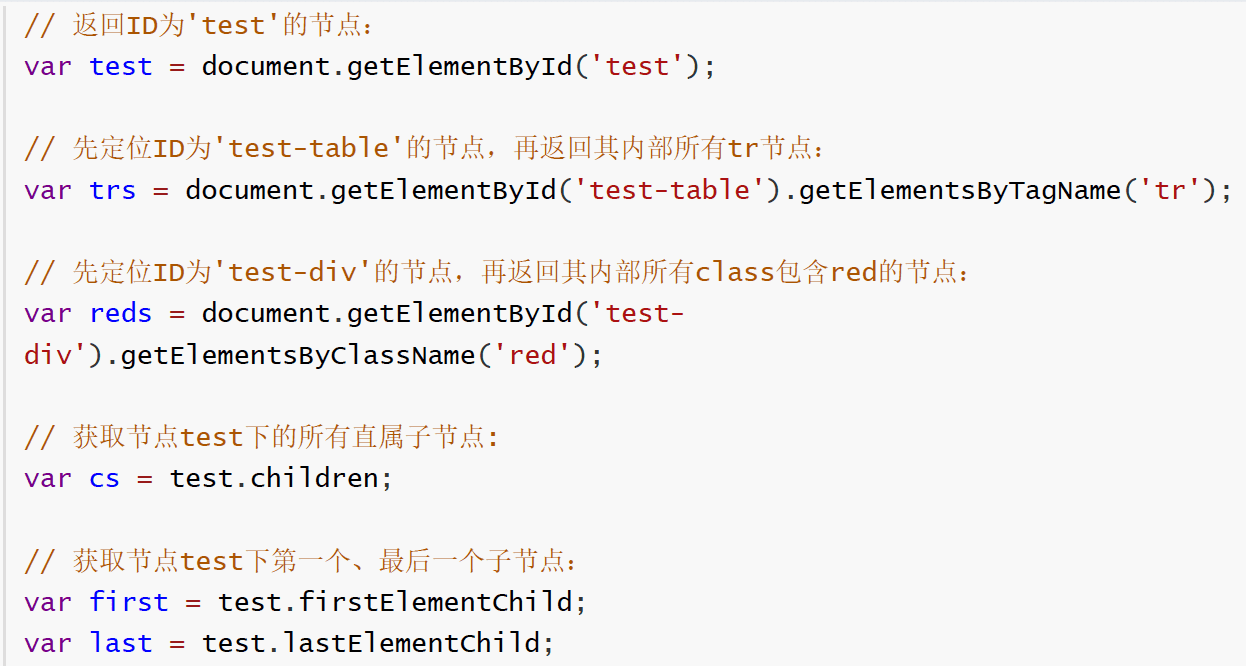 // 返回ID为'test'的节点：
var test = document.getElementById('test');
// 先定位ID为'test-table'的节点，再返回其内部所有tr节点：
var trs = document.getElementById('test-table').getElementsByTagName('tr');
// 先定位ID为'test-div'的节点，再返回其内部所有class包含red的节点：
var reds = document.getElementById('test-
div').getElementsByClassName('red');
// 获取节点test下的所有直属子节点:
var cs = test.children;
// 获取节点test下第一个、最后一个子节点：
var first = test.firstElementChild;
var last = test.lastElementChild;